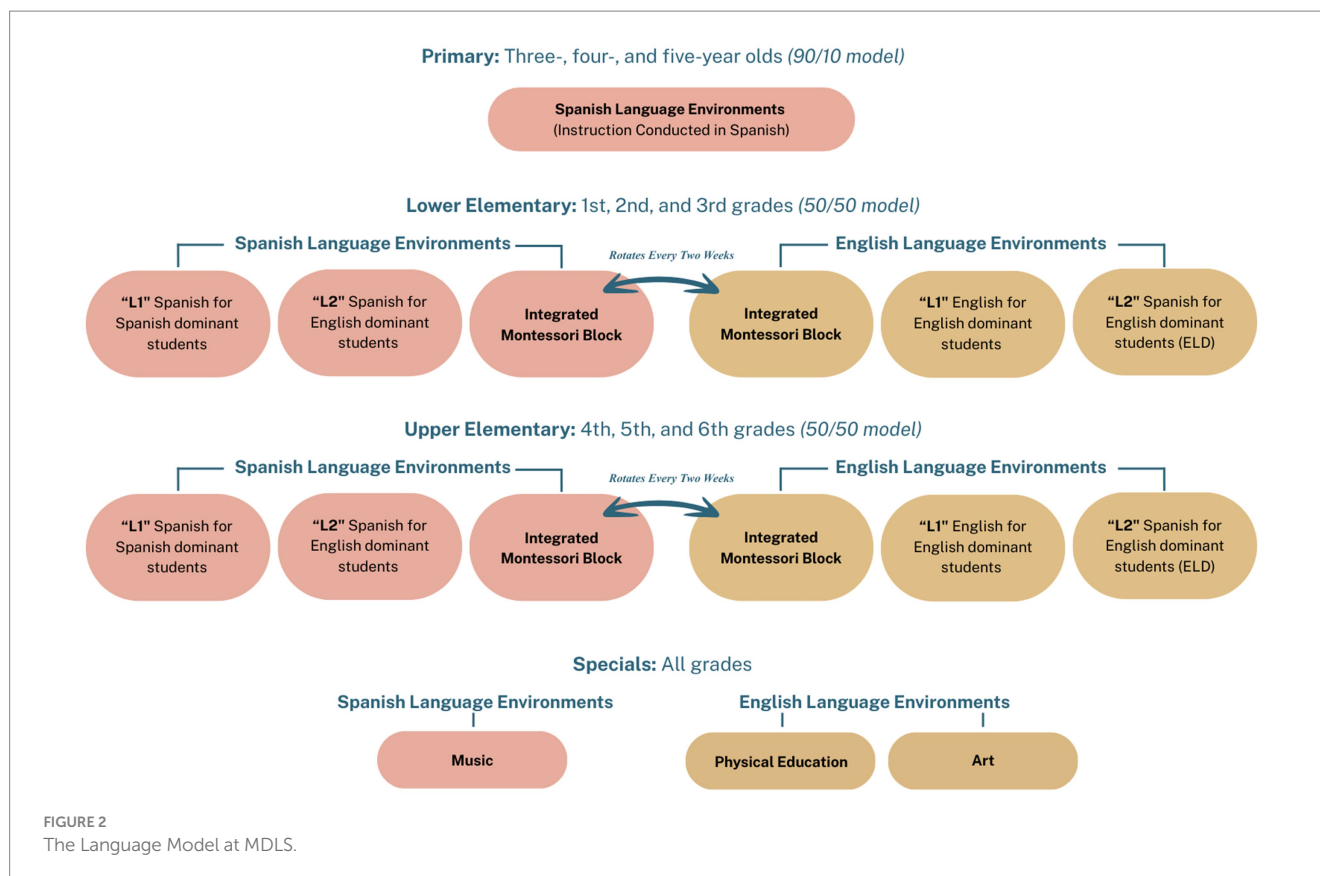 Primary: Three-, four-, and five-year olds (90/10 model)
Spanish Language Environments
(Instruction Conducted in Spanish)
Lower Elementary: 1st, 2nd, and 3rd grades (50/50 model)
Spanish Language Environments
Rotates Every Two Weeks
English Language Environments
“L1" Spanish for
Spanish dominant
students
“L2" Spanish for
English dominant
students
Integrated
Montessori Block
Integrated
Montessori Block
“L1" English for
English dominant
students
“L2" Spanish for
English dominant
students (ELD)
Upper Elementary: 4th, 5th, and 6th grades (50/50 model)
Spanish Language Environments
Rotates Every Two Weeks
English Language Environments
“L1" Spanish for
Spanish dominant
students
“L2" Spanish for
English dominant
students
Integrated
Montessori Block
Integrated
Montessori Block
“L1" English for
English dominant
students
“L2" Spanish for
English dominant
students (ELD)
Specials: All grades
Spanish Language Environments
English Language Environments
Music
Physical Education
Art
FIGURE 2
The Language Model at MDLS.